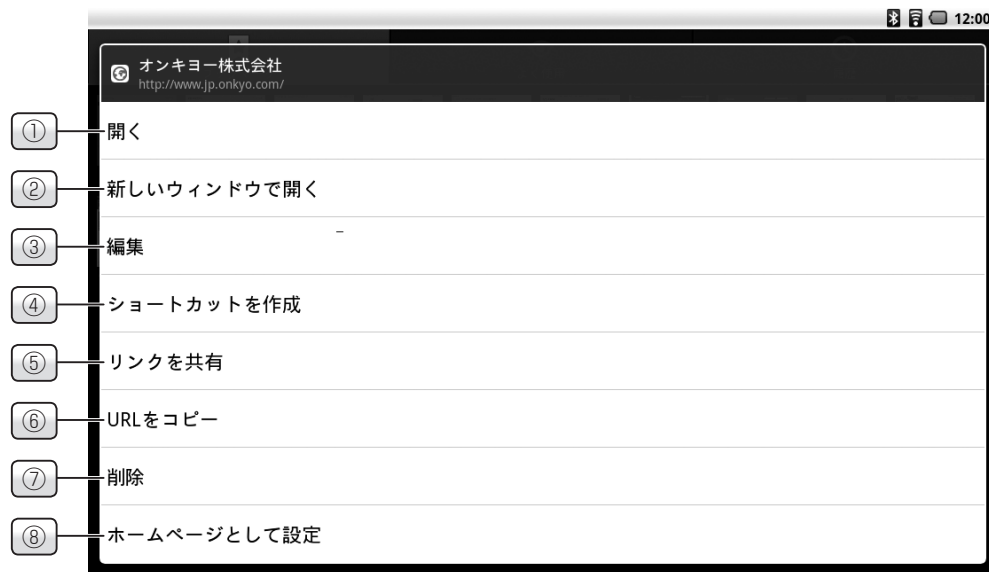 12:00
オンキヨー株式会社
http://www.jp.onkyo.com/
① 開く
② 新しいウィンドウで開く
③ 編集
④ ショートカットを作成
⑤ リンクを共有
⑥ URLをコピー
⑦ 削除
⑧ ホームページとして設定